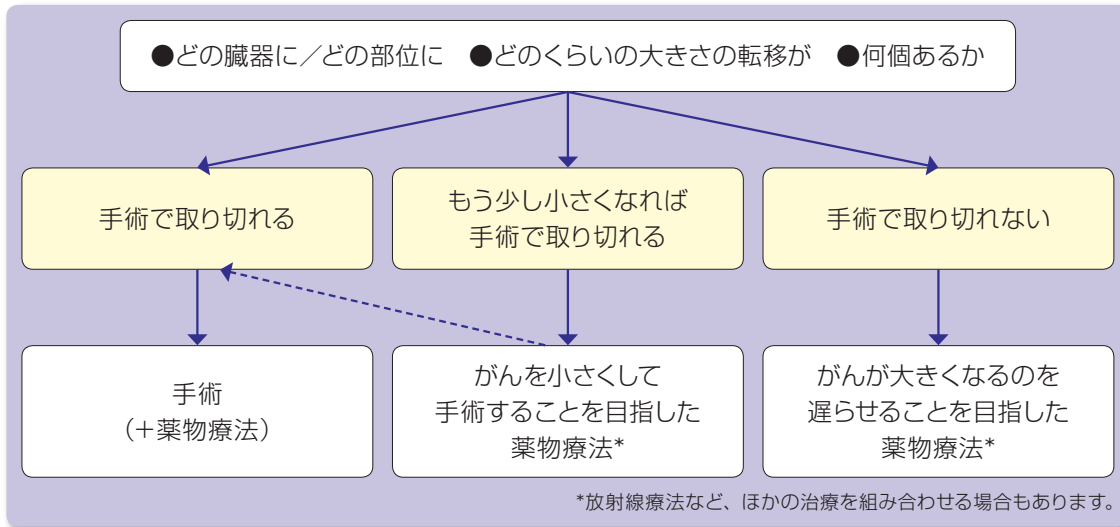 ●どの臓器に／どの部位に ●どのくらいの大きさの転移が ●何個あるか
手術で取り切れる
もう少し小さくなれば
手術で取り切れる
手術で取り切れない
手術
（＋薬物療法）
がんを小さくして
手術することを目指した
薬物療法*
がんが大きくなるのを
遅らせることを目指した
薬物療法*
*放射線療法など、ほかの治療を組み合わせる場合もあります。